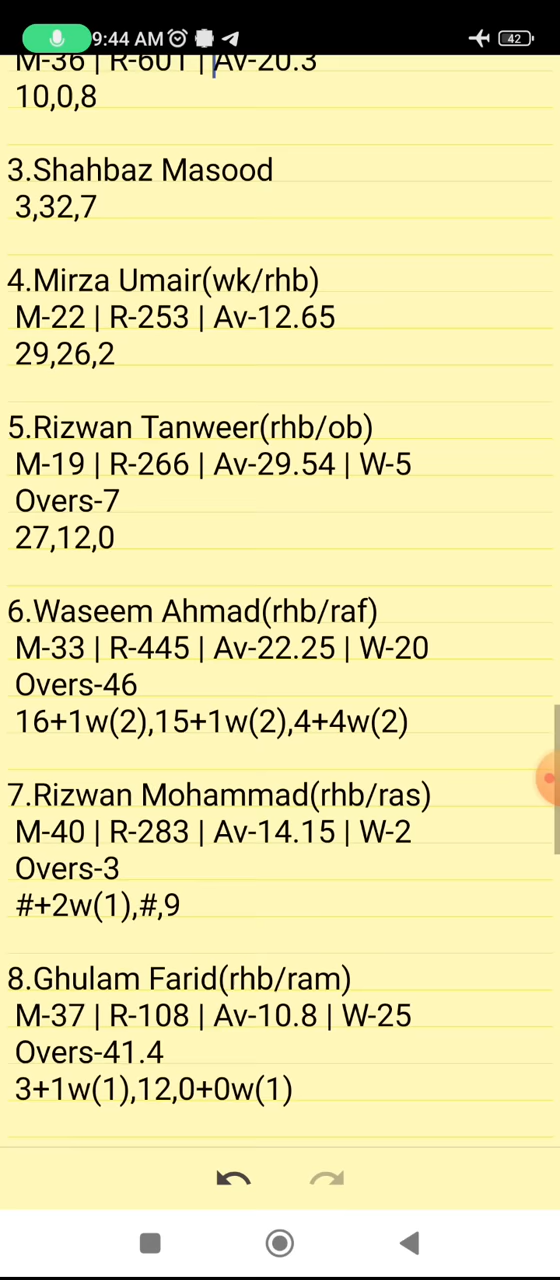 9:44 AM
42
M-36 | R-601 | Av-20.3
10,0,8
3.Shahbaz Masood
3,32,7
4.Mirza Umair(wk/rhb)
M-22 | R-253 | Av-12.65
29,26,2
5.Rizwan Tanweer(rhb/ob)
M-19 | R-266 | Av-29.54 | W-5
Overs-7
27,12,0
6.Waseem Ahmad(rhb/raf)
M-33 | R-445 | Av-22.25 | W-20
Overs-46
16+1w(2),15+1w(2),4+4w(2)
7.Rizwan Mohammad(rhb/ras)
M-40 | R-283 | Av-14.15 | W-2
Overs-3
#+2w(1),#,9
8.Ghulam Farid(rhb/ram)
M-37 | R-108 | Av-10.8 | W-25
Overs-41.4
3+1w(1),12,0+0w(1)